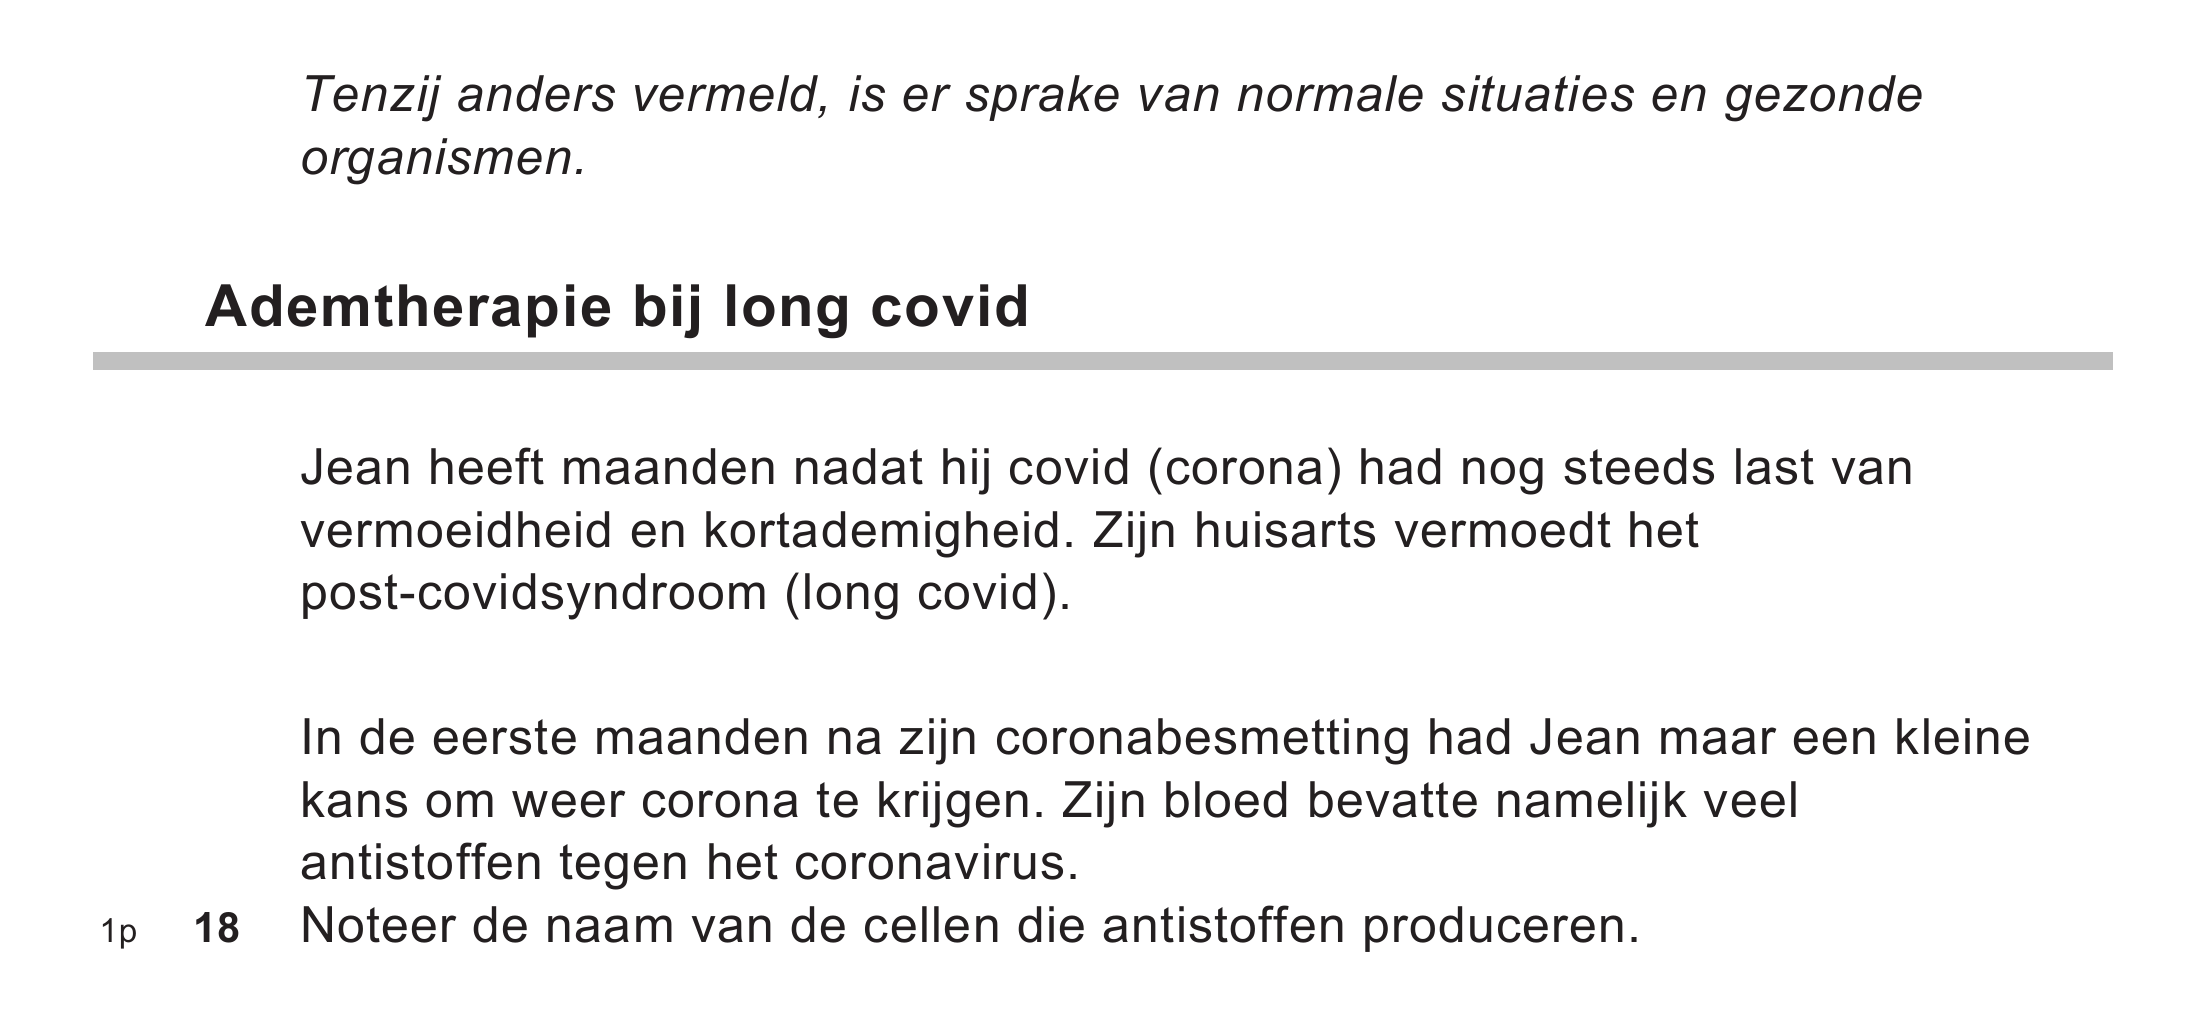 Tenzij anders vermeld, is er sprake van normale situaties en gezonde
organismen.
Ademtherapie bij long covid
Jean heeft maanden nadat hij covid (corona) had nog steeds last van
vermoeidheid en kortademigheid. Zijn huisarts vermoedt het
post-covidsyndroom (long covid).
In de eerste maanden na zijn coronabesmetting had Jean maar een kleine
kans om weer corona te krijgen. Zijn bloed bevatte namelijk veel
antistoffen tegen het coronavirus.
1p 18 Noteer de naam van de cellen die antistoffen produceren.